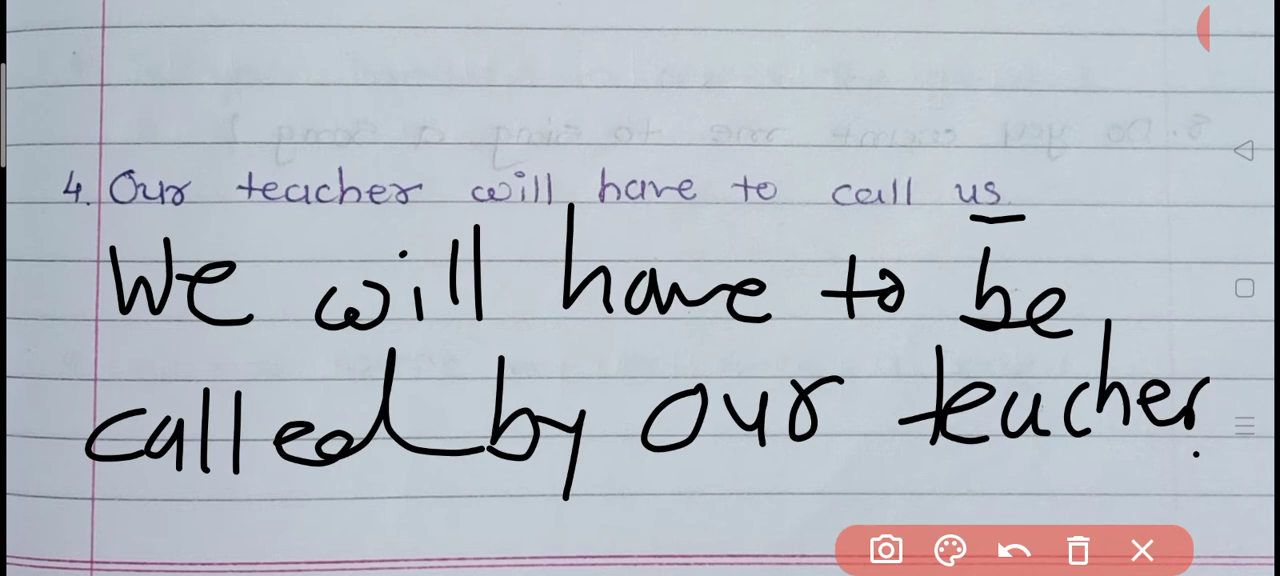 4. Our teacher will have to call us.
We will have to be
called by our teacher.